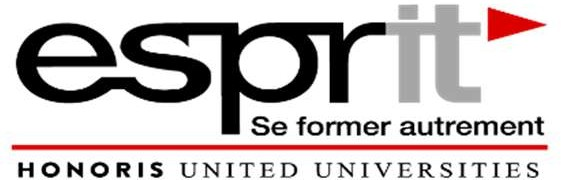 esprit
Se former autrement
HONORIS UNITED UNIVERSITIES